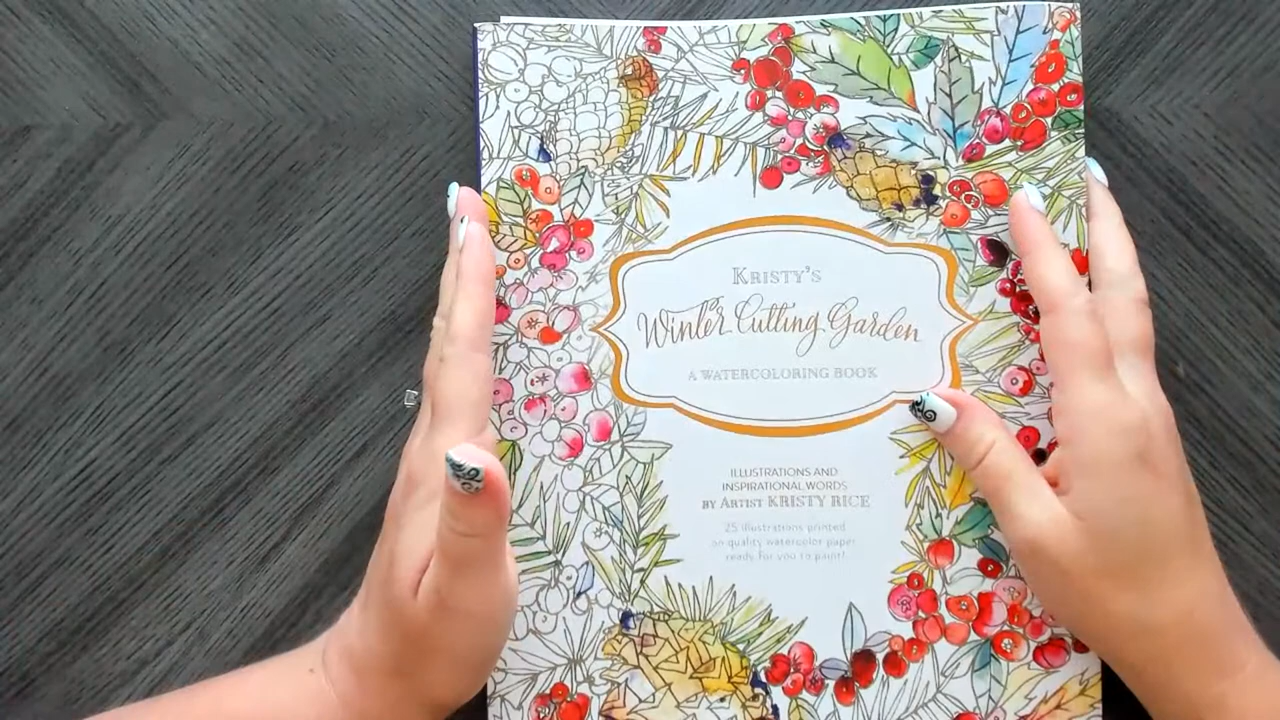 KRISTY'S
Winter Cutting Garden
A WATERCOLORING BOOK
ILLUSTRATIONS AND
INSPIRATIONAL WORDS
BY ARTIST KRISTY RICE
25 illustrations printed
on quality watercolor paper
ready for you to paint!